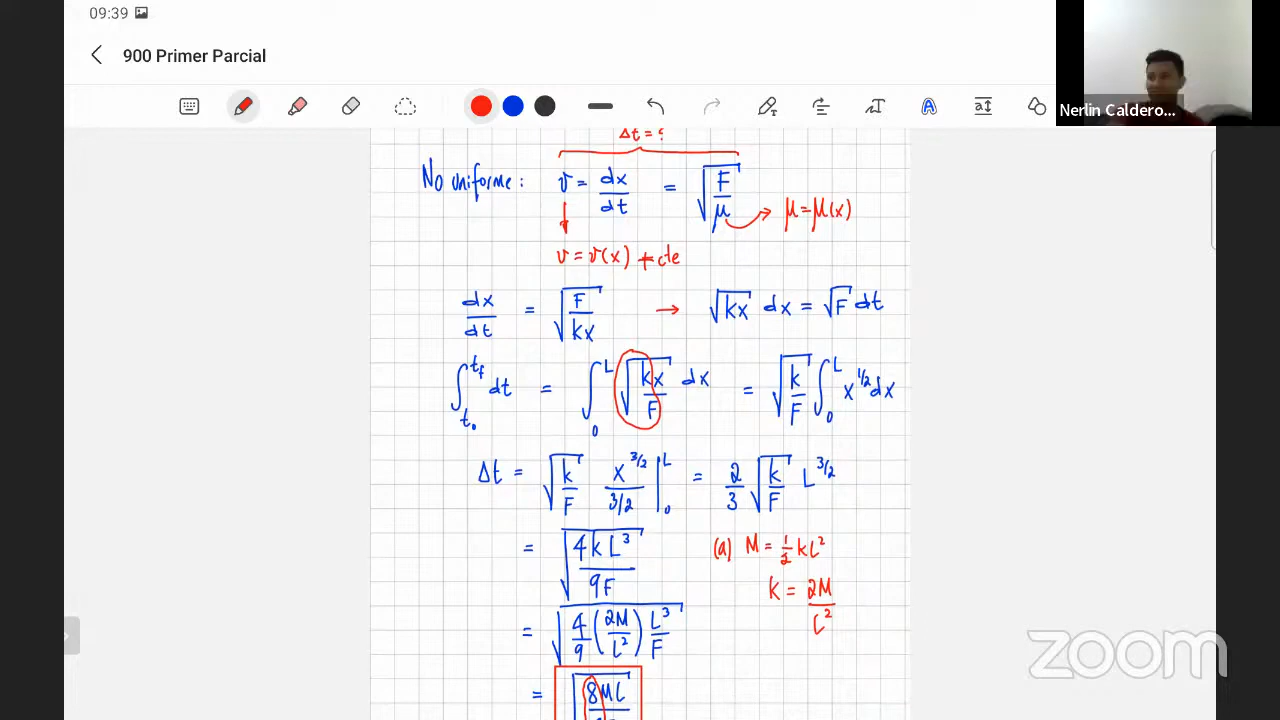 09:39
900 Primer Parcial
Nerlin Caldero...
Δt = ?
No uniforme: v = dx/dt = √(F/μ) → μ = μ(x)
v = v(x) ≠ cte
dx/dt = √(F/kx) → √(kx) dx = √F dt
∫_{t₀}^{t_f} dt = ∫_0^L √(kx/F) dx = √(k/F) ∫_0^L x^{1/2} dx
Δt = √(k/F) x^{3/2}/(3/2) |_0^L = 2/3 √(k/F) L^{3/2}
= √(4kL³/9F) (a) M = 1/2 kL²
k = 2M/L²
= √(4/9 (2M/L²) L³/F)
= √(8ML
zoom